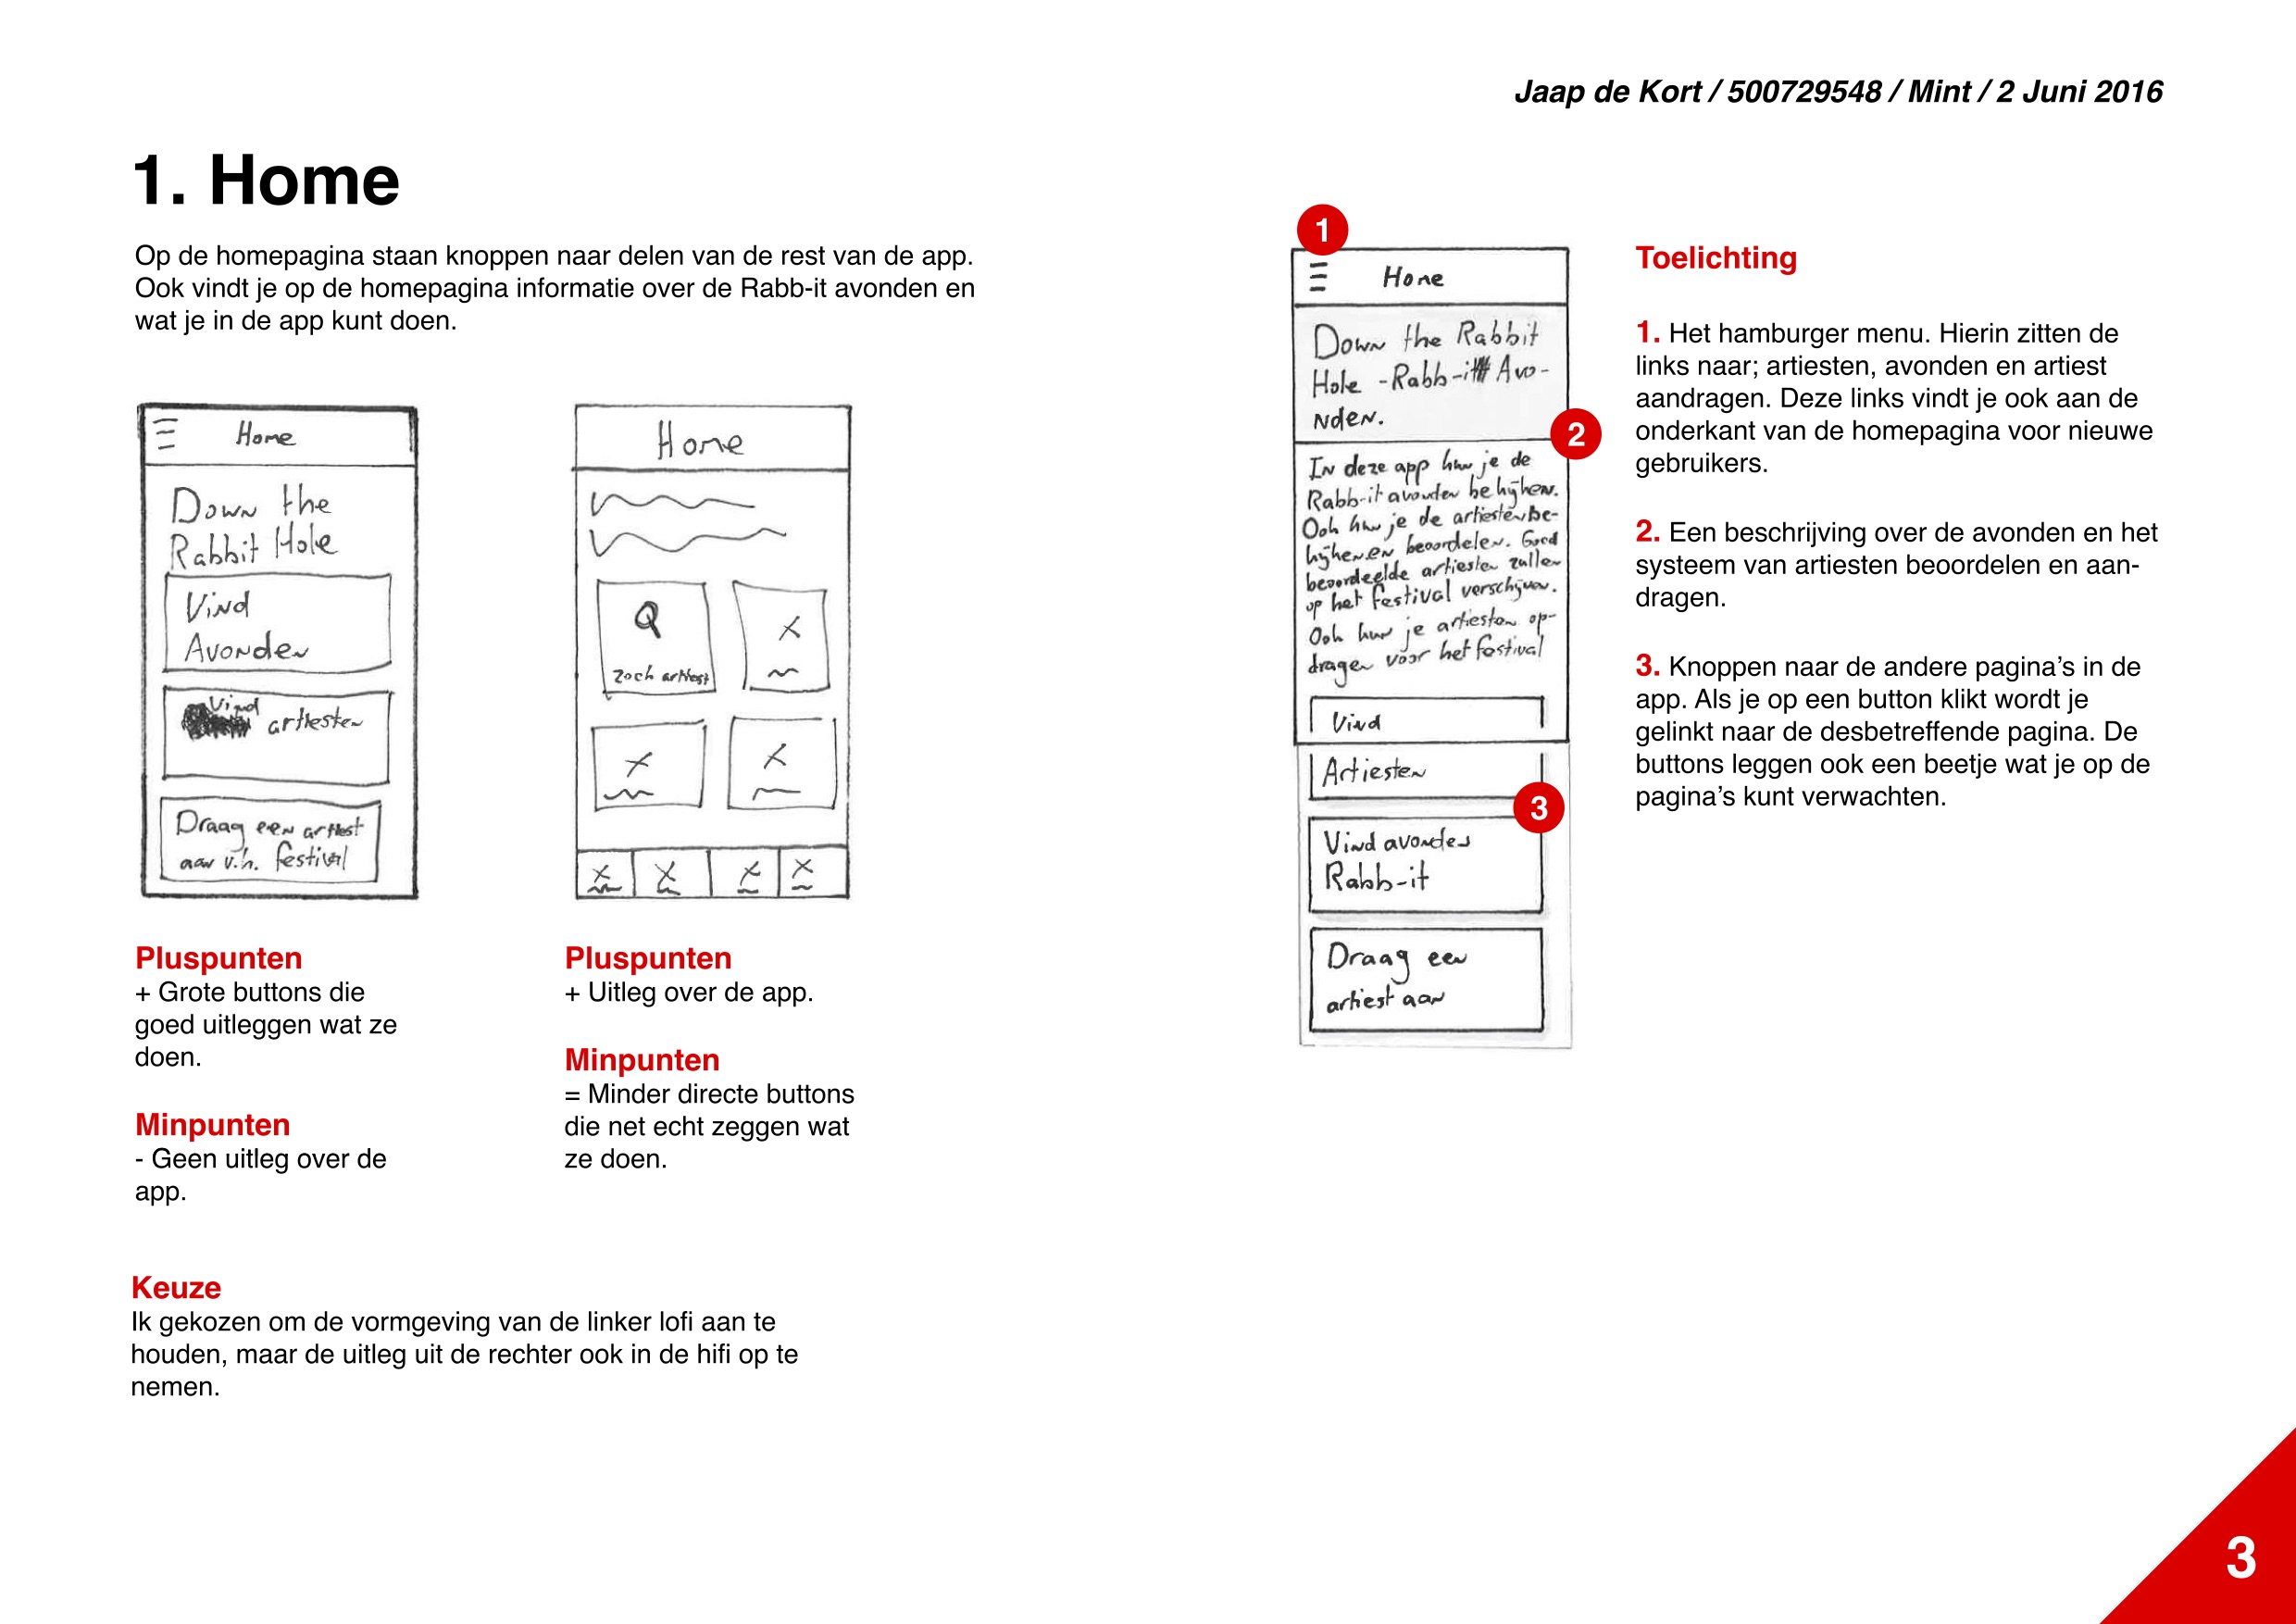 Jaap de Kort / 500729548 / Mint / 2 Juni 2016
1. Home
Op de homepagina staan knoppen naar delen van de rest van de app.
Ook vindt je op de homepagina informatie over de Rabb-it avonden en
wat je in de app kunt doen.
Home
Down the
Rabbit Hole
Vind
Avonden
Vind
artiesten
Draag een artiest
aan v.h. festival
Home
Zoek artiest
Pluspunten
+ Grote buttons die
goed uitleggen wat ze
doen.
Minpunten
- Geen uitleg over de
app.
Pluspunten
+ Uitleg over de app.
Minpunten
= Minder directe buttons
die net echt zeggen wat
ze doen.
Keuze
Ik gekozen om de vormgeving van de linker lofi aan te
houden, maar de uitleg uit de rechter ook in de hifi op te
nemen.
1
Home
Down the Rabbit
Hole - Rabb-it Avo-
nden.
2
In deze app kun je de
Rabb-it avonden bekijken.
Ook kun je de artiesten be-
kijken en beoordelen. Goed
beoordeelde artiesten zullen
op het festival verschijnen.
Ook kun je artiesten op-
dragen voor het festival
Vind
Artiesten
3
Vind avonden
Rabb-it
Draag een
artiest aan
Toelichting
1. Het hamburger menu. Hierin zitten de
links naar; artiesten, avonden en artiest
aandragen. Deze links vindt je ook aan de
onderkant van de homepagina voor nieuwe
gebruikers.
2. Een beschrijving over de avonden en het
systeem van artiesten beoordelen en aan-
dragen.
3. Knoppen naar de andere pagina's in de
app. Als je op een button klikt wordt je
gelinkt naar de desbetreffende pagina. De
buttons leggen ook een beetje wat je op de
pagina's kunt verwachten.
3